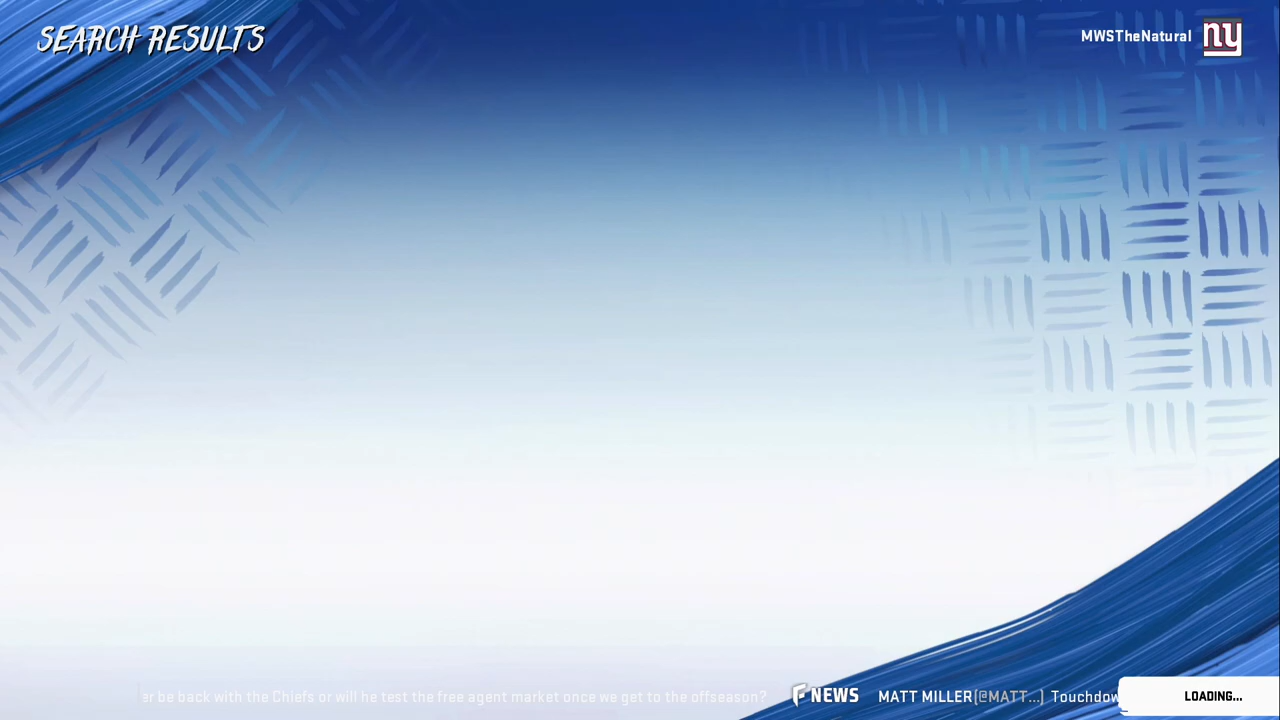 SEARCH RESULTS
MWSTheNatural
ny
er be back with the Chiefs or will he test the free agent market once we get to the offseason? NEWS MATT MILLER(@MATT...) Touchdow
LOADING...